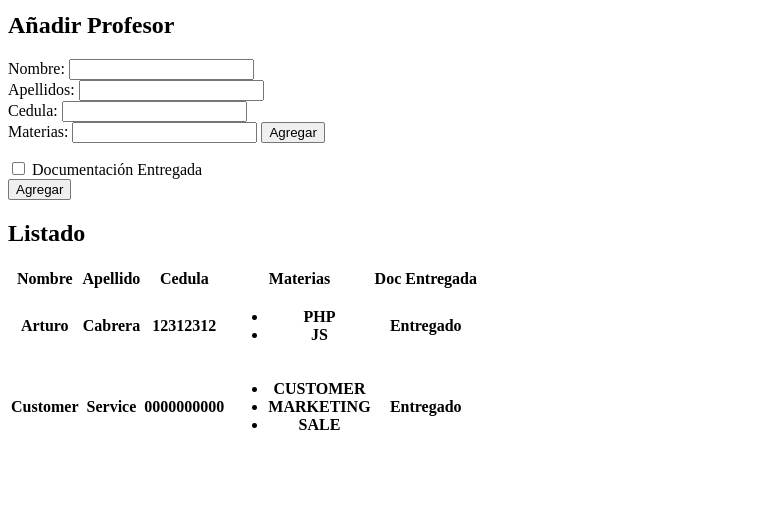 Añadir Profesor
Nombre:
Apellidos:
Cedula:
Materias: Agregar
Documentación Entregada
Agregar
Listado
Nombre Apellido Cedula Materias Doc Entregada
Arturo Cabrera 12312312 • PHP • JS Entregado
Customer Service 0000000000 • CUSTOMER • MARKETING • SALE Entregado